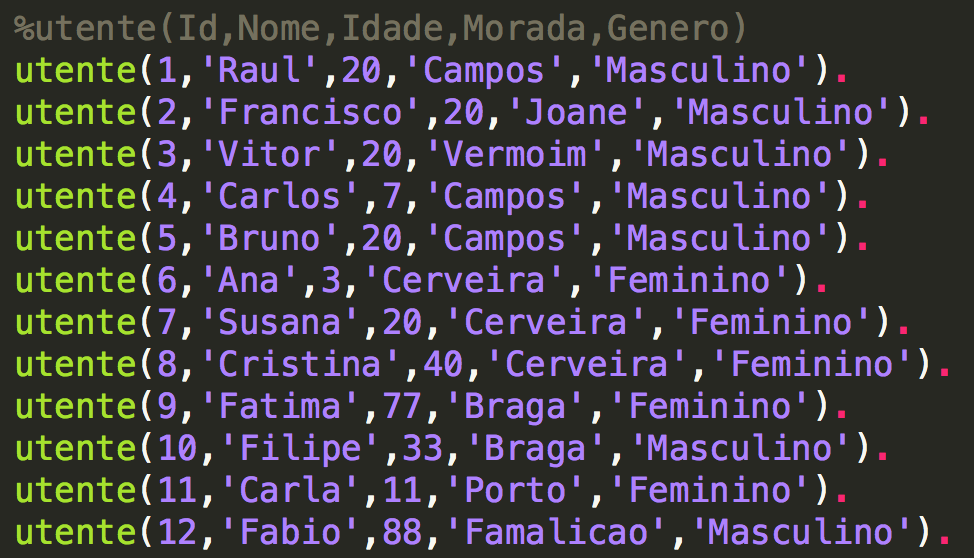 %utente(Id,Nome,Idade,Morada,Genero)
utente(1,'Raul',20,'Campos','Masculino').
utente(2,'Francisco',20,'Joane','Masculino').
utente(3,'Vitor',20,'Vermoim','Masculino').
utente(4,'Carlos',7,'Campos','Masculino').
utente(5,'Bruno',20,'Campos','Masculino').
utente(6,'Ana',3,'Cerveira','Feminino').
utente(7,'Susana',20,'Cerveira','Feminino').
utente(8,'Cristina',40,'Cerveira','Feminino').
utente(9,'Fatima',77,'Braga','Feminino').
utente(10,'Filipe',33,'Braga','Masculino').
utente(11,'Carla',11,'Porto','Feminino').
utente(12,'Fabio',88,'Famalicao','Masculino').